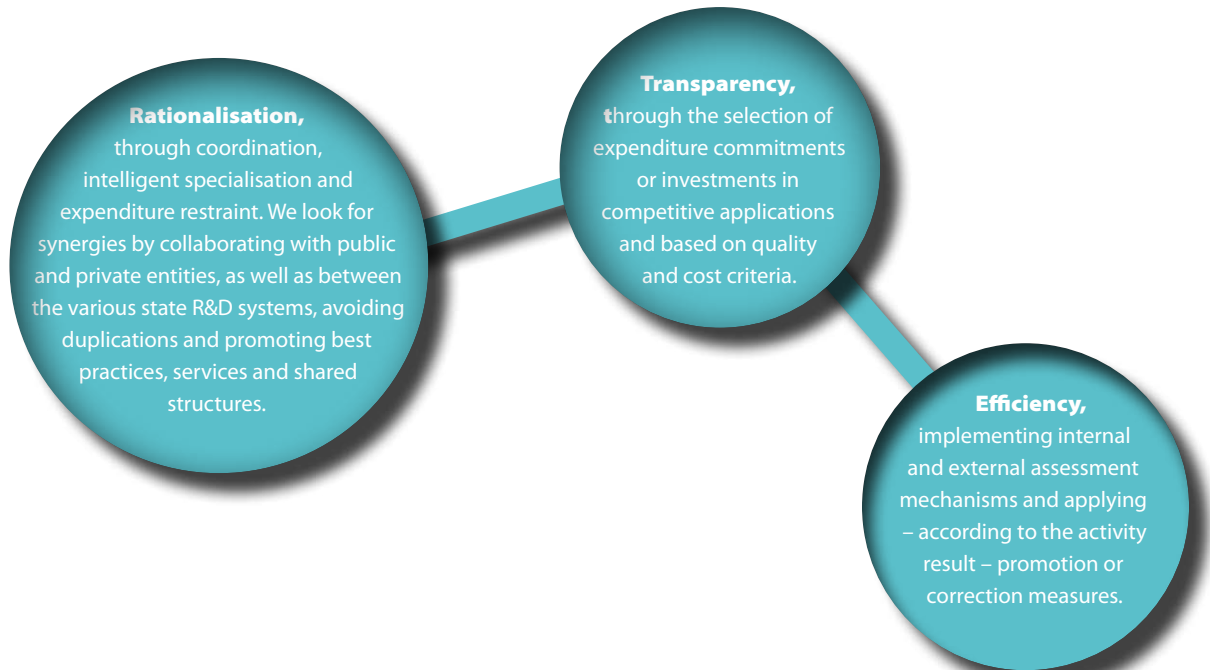 Rationalisation,
through coordination,
intelligent specialisation and
expenditure restraint. We look for
synergies by collaborating with public
and private entities, as well as between
the various state R&D systems, avoiding
duplications and promoting best
practices, services and shared
structures.
Transparency,
through the selection of
expenditure commitments
or investments in
competitive applications
and based on quality
and cost criteria.
Efficiency,
implementing internal
and external assessment
mechanisms and applying
– according to the activity
result – promotion or
correction measures.